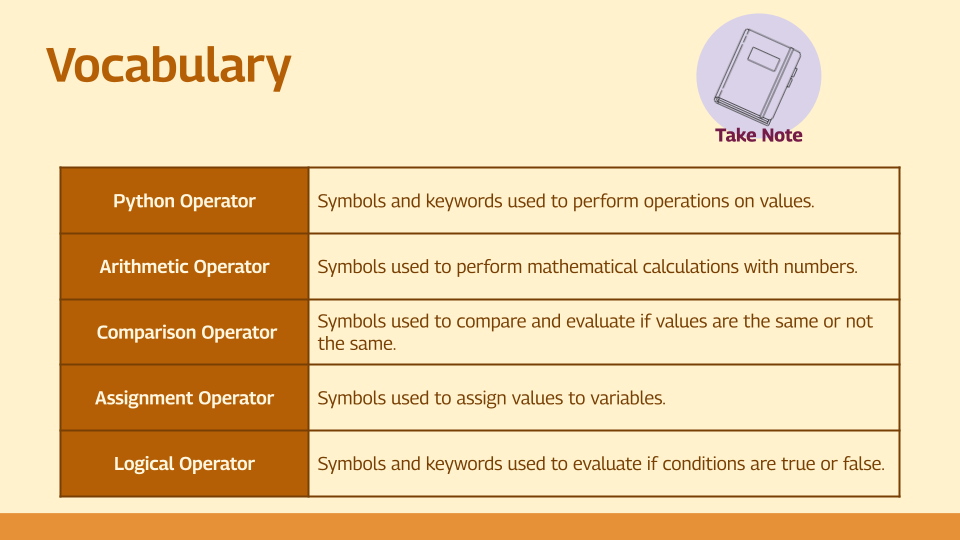 Vocabulary
Take Note
Python Operator
Symbols and keywords used to perform operations on values.
Arithmetic Operator
Symbols used to perform mathematical calculations with numbers.
Comparison Operator
Symbols used to compare and evaluate if values are the same or not
the same.
Assignment Operator
Symbols used to assign values to variables.
Logical Operator
Symbols and keywords used to evaluate if conditions are true or false.